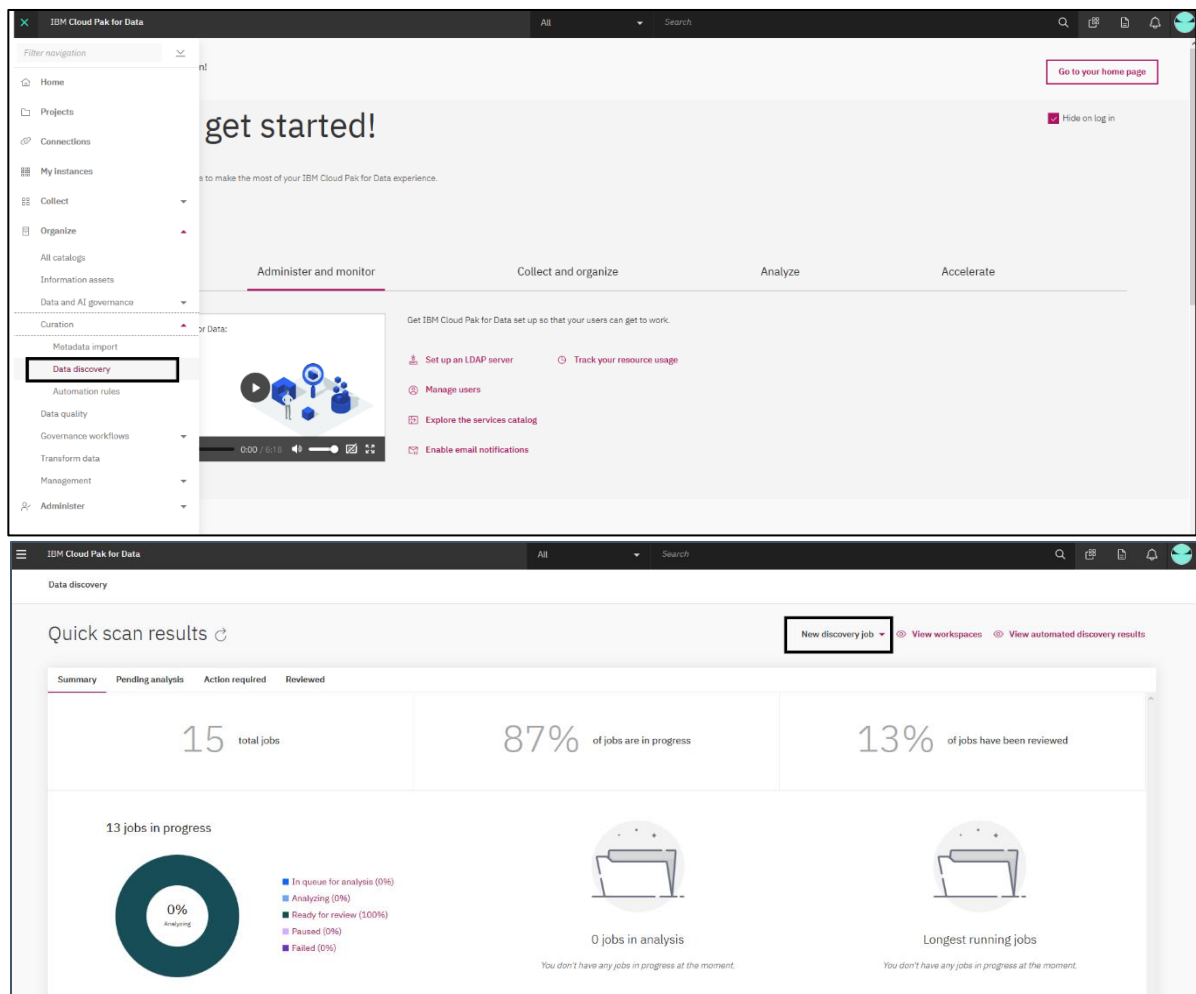 IBM Cloud Pak for Data
All
Search
Filter navigation
n!
Go to your home page
Home
Projects
get started!
Hide on log in
Connections
My instances
s to make the most of your IBM Cloud Pak for Data experience.
Collect
Organize
All catalogs
Information assets
Data and AI governance
Curation
Metadata import
Data discovery
Automation rules
Data quality
Governance workflows
Transform data
Management
Administer
Administer and monitor
Collect and organize
Analyze
Accelerate
or Data:
0:00 / 6:18
Get IBM Cloud Pak for Data set up so that your users can get to work.
Set up an LDAP server
Track your resource usage
Manage users
Explore the services catalog
Enable email notifications
IBM Cloud Pak for Data
All
Search
Data discovery
Quick scan results
New discovery job
View workspaces
View automated discovery results
Summary
Pending analysis
Action required
Reviewed
15 total jobs
87% of jobs are in progress
13% of jobs have been reviewed
13 jobs in progress
0%
Analyzing
In queue for analysis (0%)
Analyzing (0%)
Ready for review (100%)
Paused (0%)
Failed (0%)
0 jobs in analysis
You don't have any jobs in progress at the moment.
Longest running jobs
You don't have any jobs in progress at the moment.